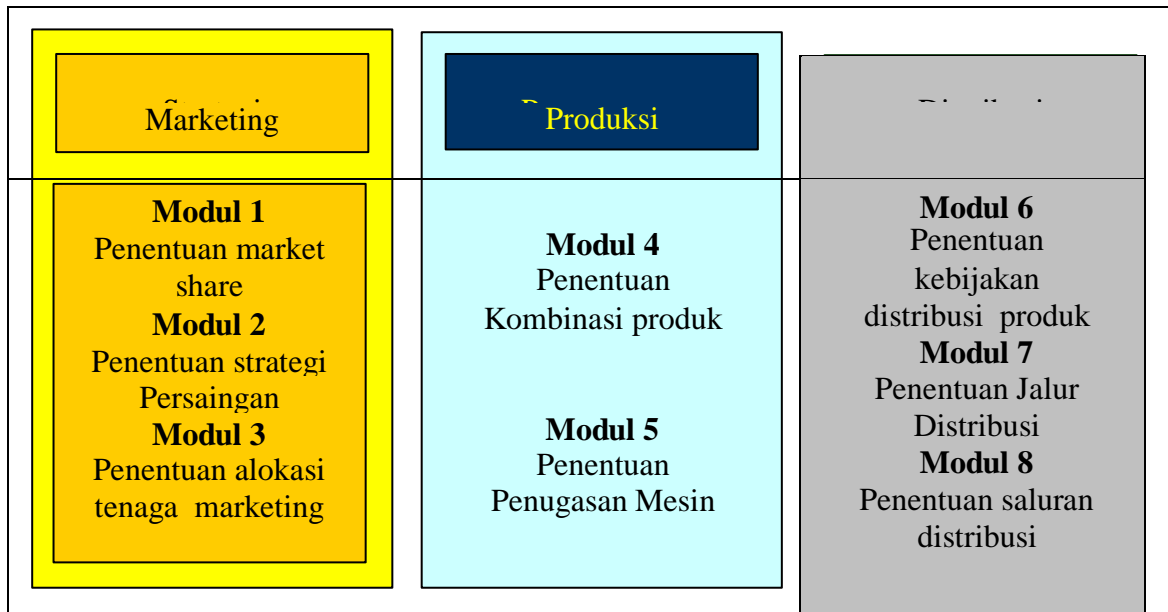 Marketing
Modul 1
Penentuan market
share
Modul 2
Penentuan strategi
Persaingan
Modul 3
Penentuan alokasi
tenaga marketing
Produksi
Modul 4
Penentuan
Kombinasi produk
Modul 5
Penentuan
Penugasan Mesin
Modul 6
Penentuan
kebijakan
distribusi produk
Modul 7
Penentuan Jalur
Distribusi
Modul 8
Penentuan saluran
distribusi